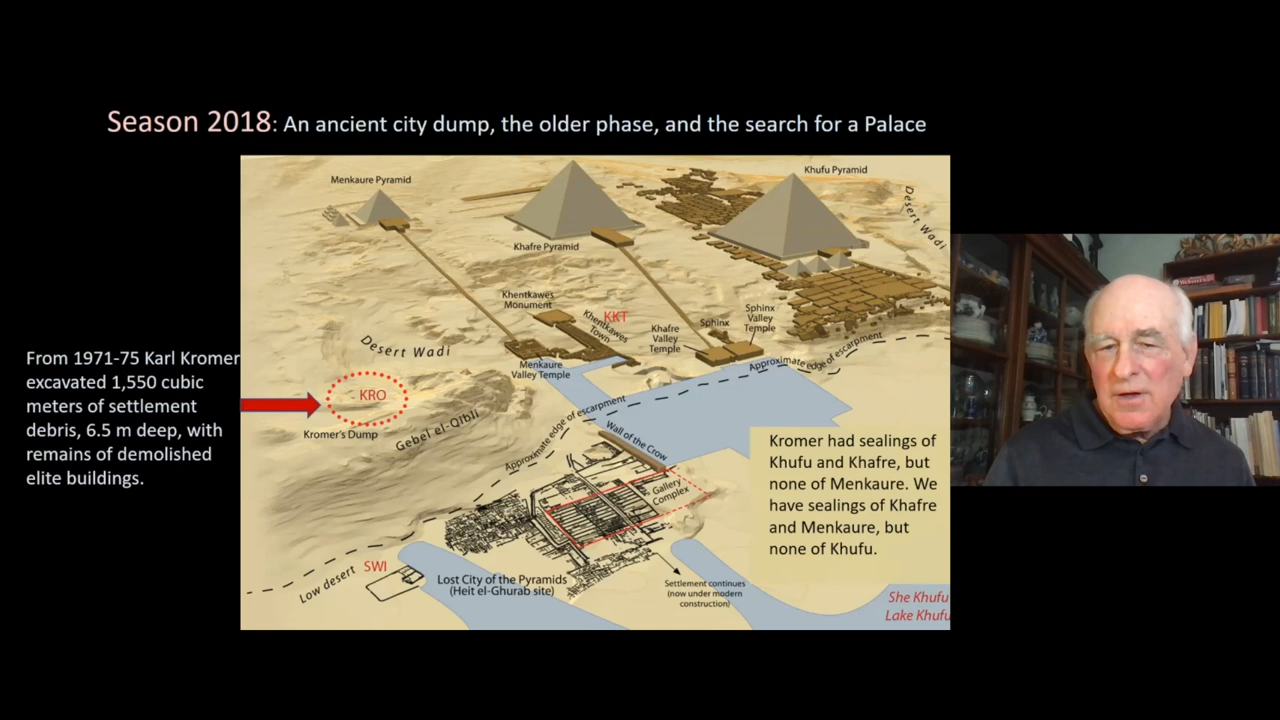 Season 2018: An ancient city dump, the older phase, and the search for a Palace
Menkaure Pyramid
Khufu Pyramid
Desert Wadi
Khafre Pyramid
Khentkawes
Monument
KKT
Khentkawes
Town
Khafre
Valley
Temple
Sphinx
Sphinx
Valley
Temple
Desert Wadi
Menkaure
Valley Temple
Approximate edge of escarpment
From 1971-75 Karl Kromer
excavated 1,550 cubic
meters of settlement
debris, 6.5 m deep, with
remains of demolished
elite buildings.
KRO
Kromer's Dump
Gebel el-Qibli
Approximate edge of escarpment
Wall of the Crow
Gallery
Complex
Kromer had sealings of
Khufu and Khafre, but
none of Menkaure. We
have sealings of Khafre
and Menkaure, but
none of Khufu.
Low desert
SWI
Lost City of the Pyramids
(Heit el-Ghurab site)
Settlement continues
(now under modern
construction)
She Khufu
Lake Khufu